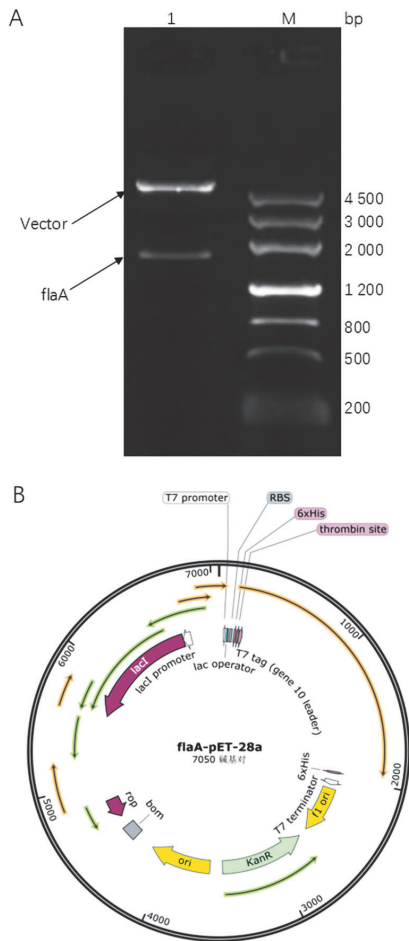 A
1 M bp
Vector
flaA
4 500
3 000
2 000
1 200
800
500
200
B
T7 promoter
RBS
6xHis
thrombin site
7000
1000
6000
lacI
lacI promoter
lac operator
T7 tag (gene 10 leader)
flaA-pET-28a
7050 碱基对
6xHis
T7 terminator
f1 ori
2000
5000
rop
bom
ori
KanR
4000
3000